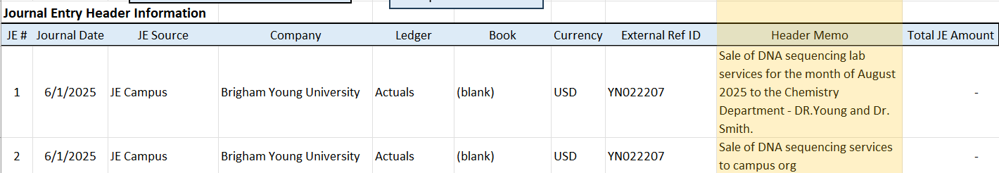 Journal Entry Header Information
JE # Journal Date JE Source Company Ledger Book Currency External Ref ID Header Memo Total JE Amount
1 6/1/2025 JE Campus Brigham Young University Actuals (blank) USD YN022207 Sale of DNA sequencing lab
services for the month of August
2025 to the Chemistry
Department - DR.Young and Dr.
Smith. -
2 6/1/2025 JE Campus Brigham Young University Actuals (blank) USD YN022207 Sale of DNA sequencing services
to campus org -